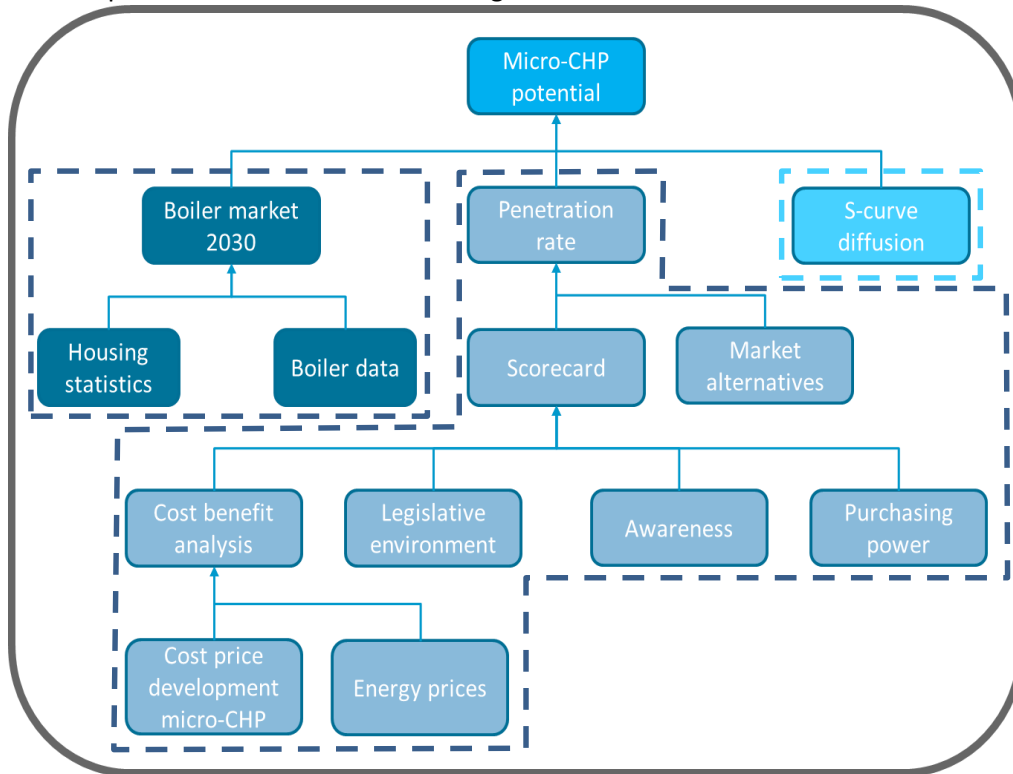 Micro-CHP
potential
Boiler market
2030
Penetration
rate
S-curve
diffusion
Housing
statistics
Boiler data
Scorecard
Market
alternatives
Cost benefit
analysis
Legislative
environment
Awareness
Purchasing
power
Cost price
development
micro-CHP
Energy prices